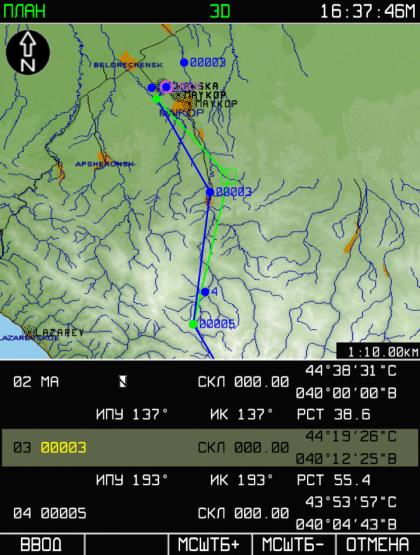 ПЛАН 3D 16:37:46М
N
BELORECHENSK 00003
MAYKOP
MAYKOP
APSHERONSK
00003
4
00005
LAZAREV
LAZAREVSKOE
1:10.00КМ
02 МА СКЛ 000.00 44°38'31"С
040°00'00"В
ИПУ 137° ИК 137° РСТ 38.6
03 00003 СКЛ 000.00 44°19'26"С
040°12'25"В
ИПУ 193° ИК 193° РСТ 55.4
04 00005 СКЛ 000.00 43°53'57"С
040°04'43"В
ВВОД МСШТБ+ МСШТБ- ОТМЕНА